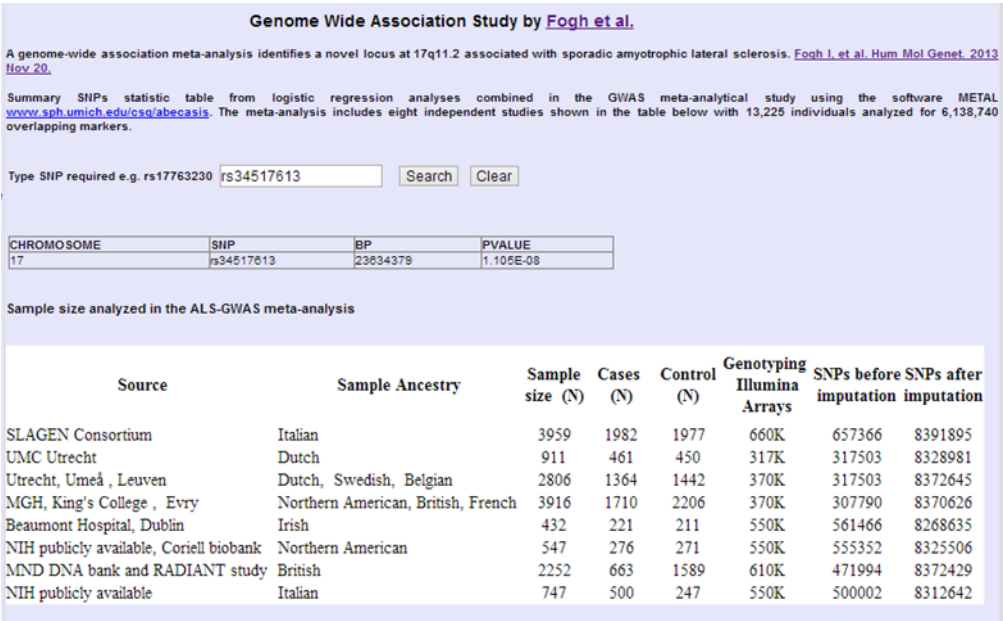 Genome Wide Association Study by Fogh et al.
A genome-wide association meta-analysis identifies a novel locus at 17q11.2 associated with sporadic amyotrophic lateral sclerosis. Fogh I, et al. Hum Mol Genet. 2013
Nov 20.
Summary SNPs statistic table from logistic regression analyses combined in the GWAS meta-analytical study using the software METAL
www.sph.umich.edu/csg/abecasis. The meta-analysis includes eight independent studies shown in the table below with 13,225 individuals analyzed for 6,138,740
overlapping markers.
Type SNP required e.g. rs17763230 rs34517613 Search Clear
CHROMOSOME SNP BP PVALUE
17 rs34517613 23634379 1.105E-08
Sample size analyzed in the ALS-GWAS meta-analysis
Source Sample Ancestry Sample size (N) Cases (N) Control (N) Genotyping Illumina Arrays SNPs before imputation SNPs after imputation
SLAGEN Consortium Italian 3959 1982 1977 660K 657366 8391895
UMC Utrecht Dutch 911 461 450 317K 317503 8328981
Utrecht, Umeå , Leuven Dutch, Swedish, Belgian 2806 1364 1442 370K 317503 8372645
MGH, King's College , Evry Northern American, British, French 3916 1710 2206 370K 307790 8370626
Beaumont Hospital, Dublin Irish 432 221 211 550K 561466 8268635
NIH publicly available, Coriell biobank Northern American 547 276 271 550K 555352 8325506
MND DNA bank and RADIANT study British 2252 663 1589 610K 471994 8372429
NIH publicly available Italian 747 500 247 550K 500002 8312642